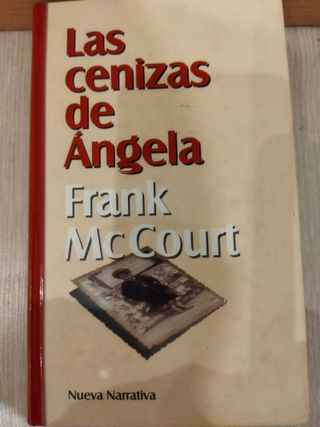 Las
cenizas
de
Ángela
Frank
McCourt
Nueva Narrativa